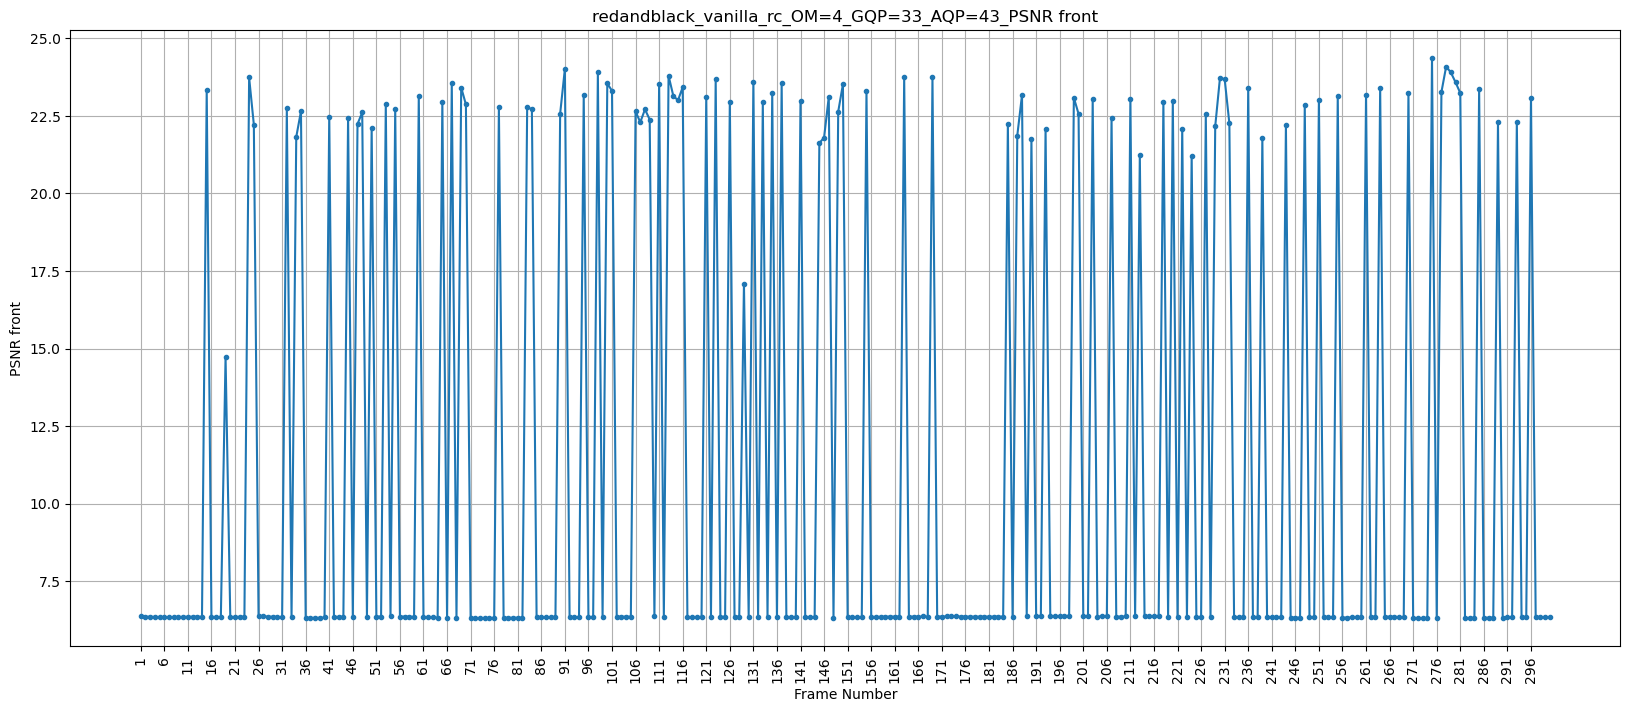 redandblack_vanilla_rc_OM=4_GQP=33_AQP=43_PSNR front
25.0
22.5
20.0
17.5
15.0
12.5
10.0
7.5
PSNR front
1 6 11 16 21 26 31 36 41 46 51 56 61 66 71 76 81 86 91 96 101 106 111 116 121 126 131 136 141 146 151 156 161 166 171 176 181 186 191 196 201 206 211 216 221 226 231 236 241 246 251 256 261 266 271 276 281 286 291 296
Frame Number